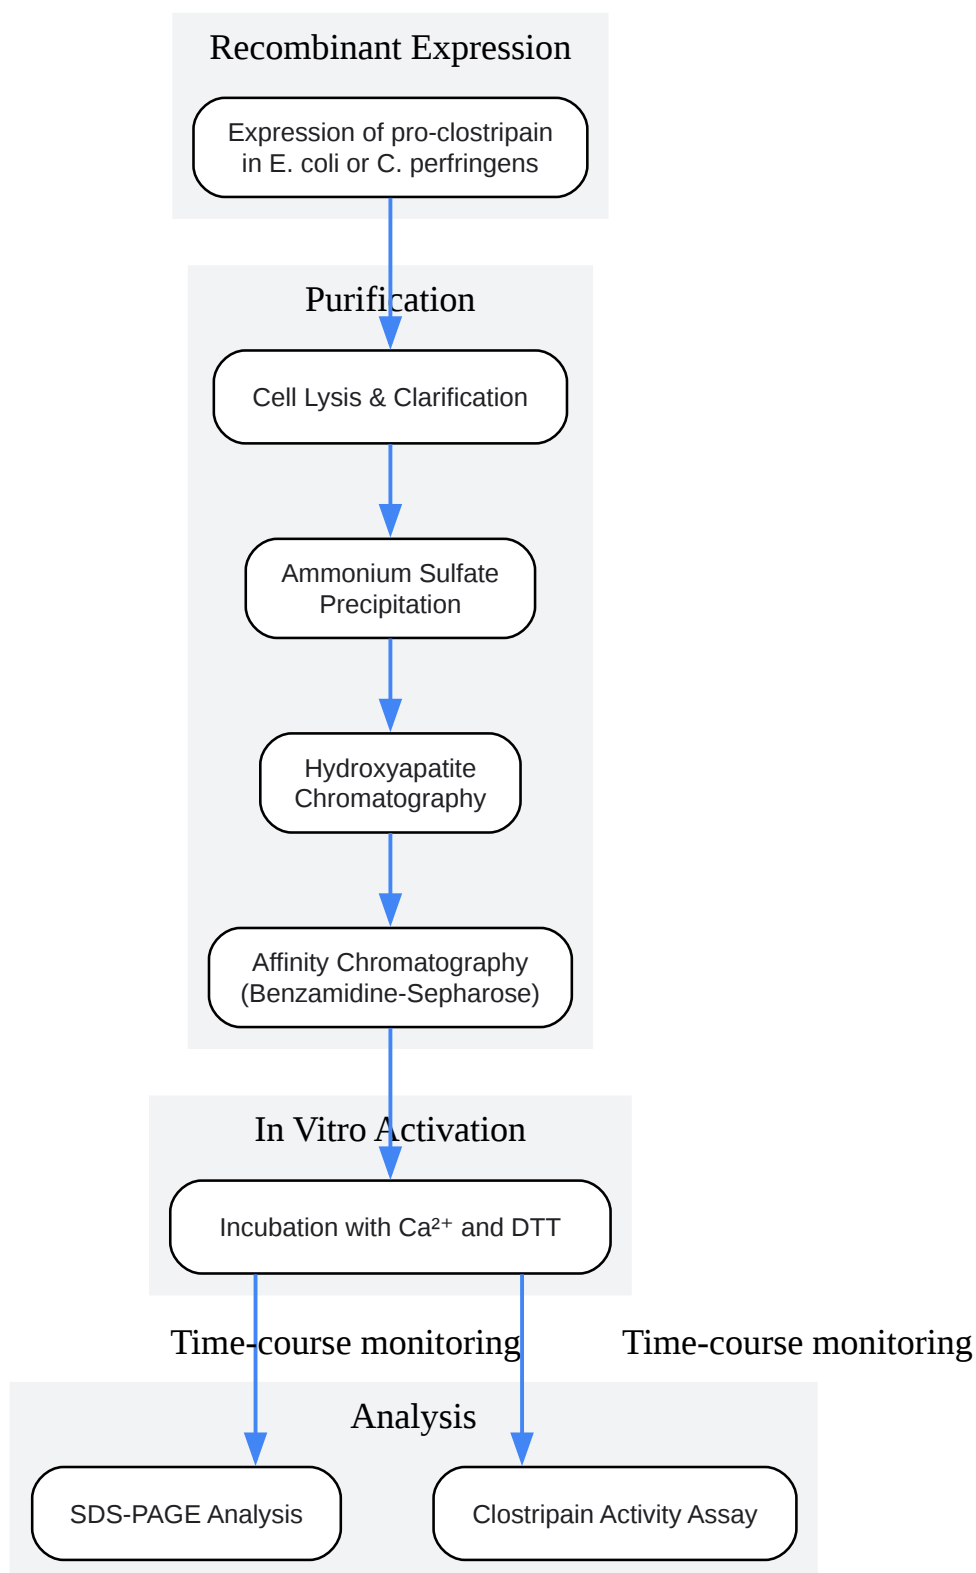 Recombinant Expression
Expression of pro-clostripain
in E. coli or C. perfringens
Purification
Cell Lysis & Clarification
Ammonium Sulfate
Precipitation
Hydroxyapatite
Chromatography
Affinity Chromatography
(Benzamidine-Sepharose)
In Vitro Activation
Incubation with Ca²⁺ and DTT
Time-course monitoring
Time-course monitoring
Analysis
SDS-PAGE Analysis
Clostripain Activity Assay